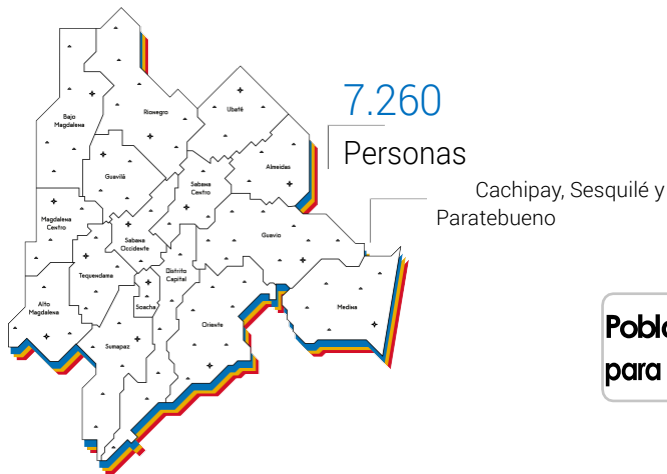 7.260
Personas
Cachipay, Sesquilé y
Paratebueno
Bajo
Magdalena
Rionegro
Ubaté
Gualivá
Almeidas
Sabana
Centro
Magdalena
Centro
Sabana
Occidente
Guavio
Tequendama
Distrito
Capital
Soacha
Alto
Magdalena
Medina
Oriente
Sumapaz
para